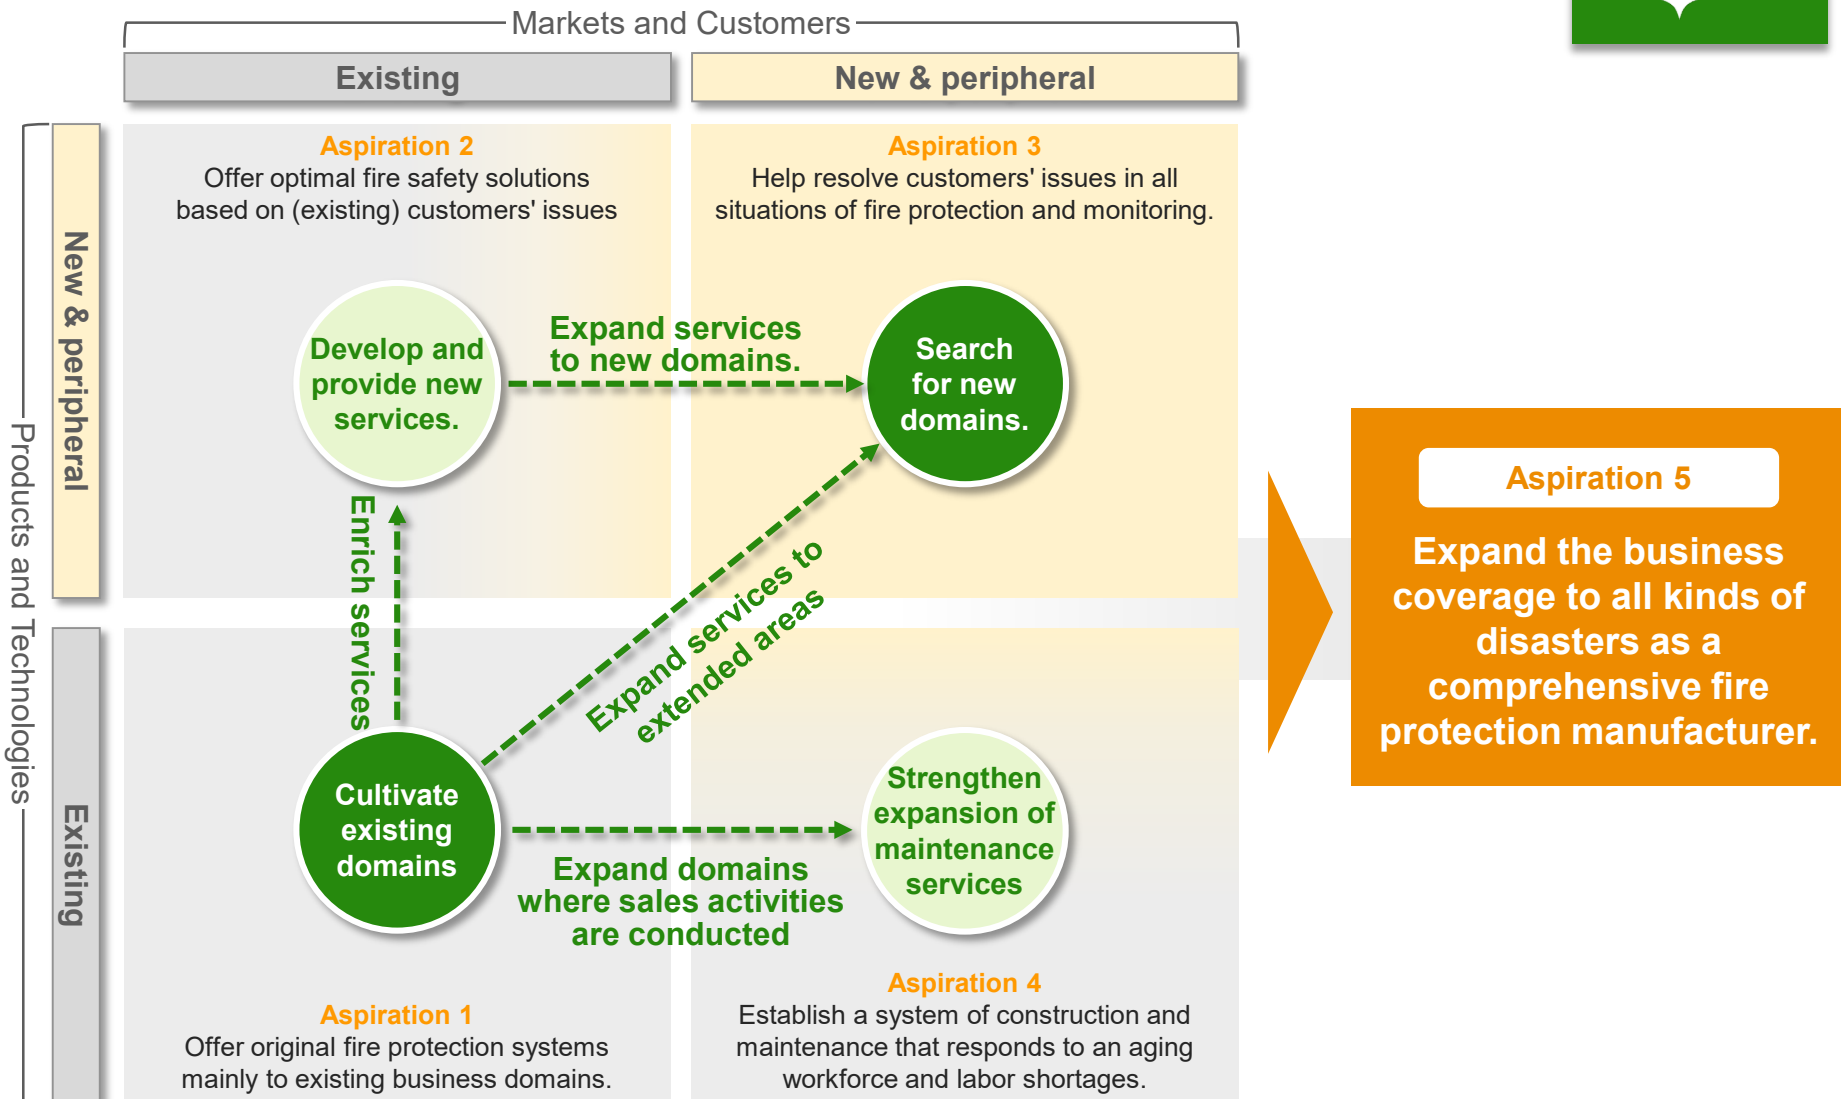 Markets and Customers
Existing
New & peripheral
Products and Technologies
New & peripheral
Existing
Aspiration 2
Offer optimal fire safety solutions
based on (existing) customers' issues
Aspiration 3
Help resolve customers' issues in all
situations of fire protection and monitoring.
Develop and
provide new
services.
Expand services
to new domains.
Search
for new
domains.
Enrich services
Expand services to
extended areas
Cultivate
existing
domains
Expand domains
where sales activities
are conducted
Strengthen
expansion of
maintenance
services
Aspiration 1
Offer original fire protection systems
mainly to existing business domains.
Aspiration 4
Establish a system of construction and
maintenance that responds to an aging
workforce and labor shortages.
Aspiration 5
Expand the business
coverage to all kinds of
disasters as a
comprehensive fire
protection manufacturer.